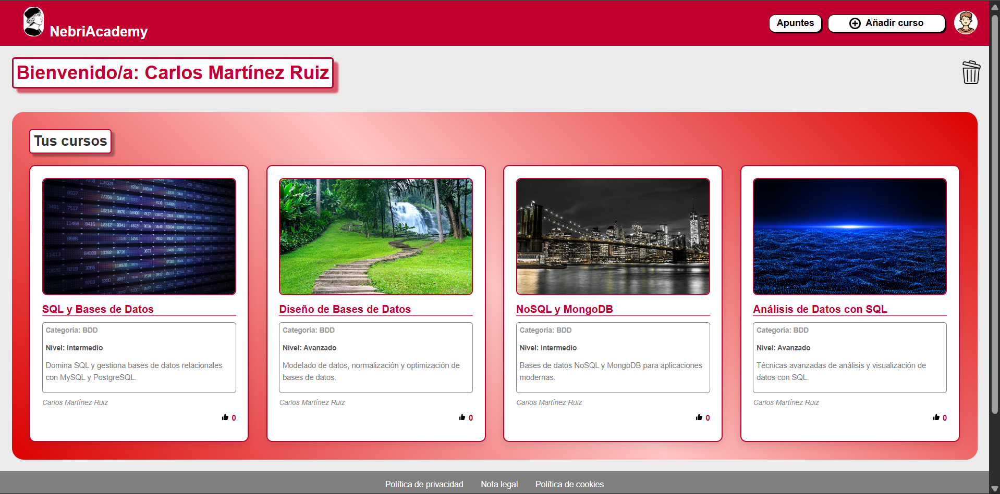 NebriAcademy
Apuntes
Añadir curso
Bienvenido/a: Carlos Martínez Ruiz
Tus cursos
SQL y Bases de Datos
Categoría: BDD
Nivel: Intermedio
Domina SQL y gestiona bases de datos relacionales
con MySQL y PostgreSQL.
Carlos Martínez Ruiz
0
Diseño de Bases de Datos
Categoría: BDD
Nivel: Avanzado
Modelado de datos, normalización y optimización de
bases de datos.
Carlos Martínez Ruiz
0
NoSQL y MongoDB
Categoría: BDD
Nivel: Intermedio
Bases de datos NoSQL y MongoDB para aplicaciones
modernas.
Carlos Martínez Ruiz
0
Análisis de Datos con SQL
Categoría: BDD
Nivel: Avanzado
Técnicas avanzadas de análisis y visualización de
datos con SQL.
Carlos Martínez Ruiz
0
Política de privacidad
Nota legal
Política de cookies